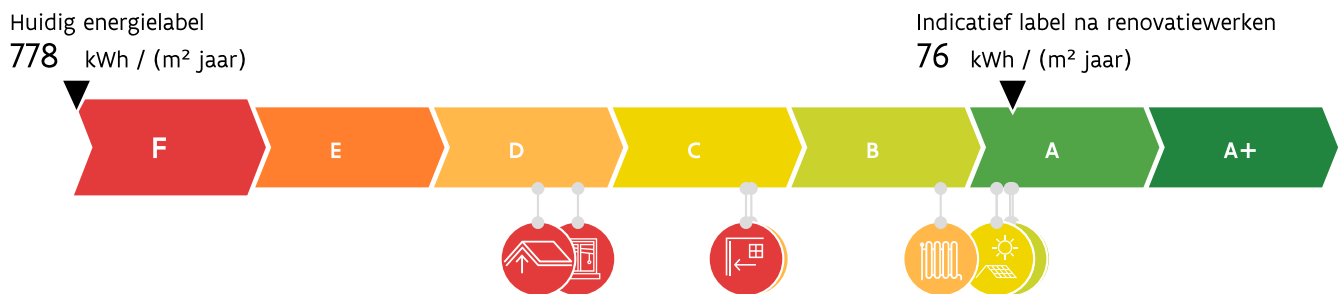 Huidig energielabel
778 kWh / (m² jaar)
Indicatief label na renovatiewerken
76 kWh / (m² jaar)
F E D C B A A+